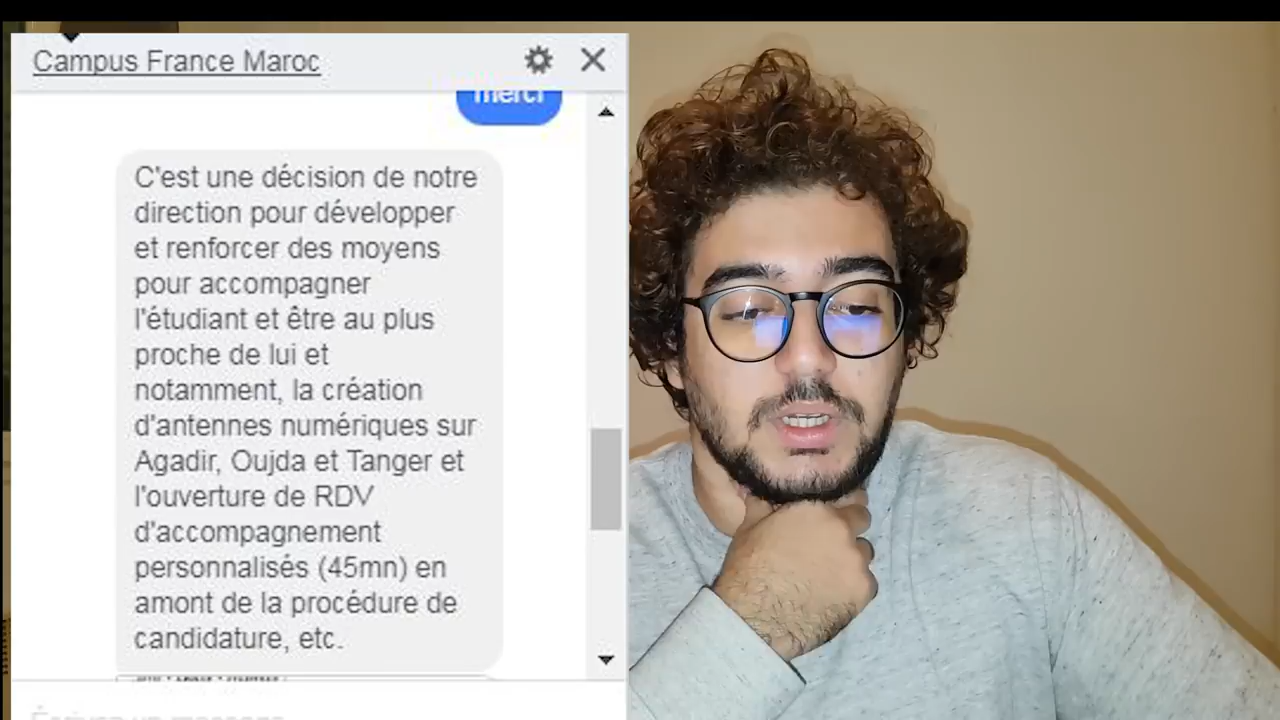 Campus France Maroc
merci
C'est une décision de notre
direction pour développer
et renforcer des moyens
pour accompagner
l'étudiant et être au plus
proche de lui et
notamment, la création
d'antennes numériques sur
Agadir, Oujda et Tanger et
l'ouverture de RDV
d'accompagnement
personnalisés (45mn) en
amont de la procédure de
candidature, etc.